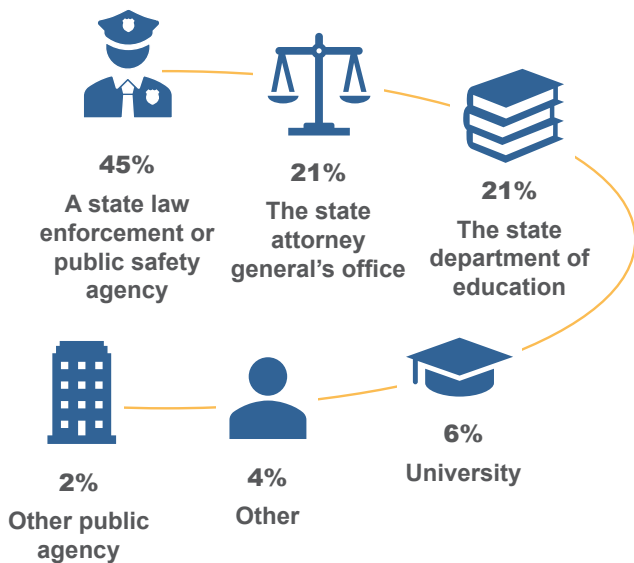 45%
A state law
enforcement or
public safety
agency
21%
The state
attorney
general’s office
21%
The state
department of
education
6%
University
4%
Other
2%
Other public
agency